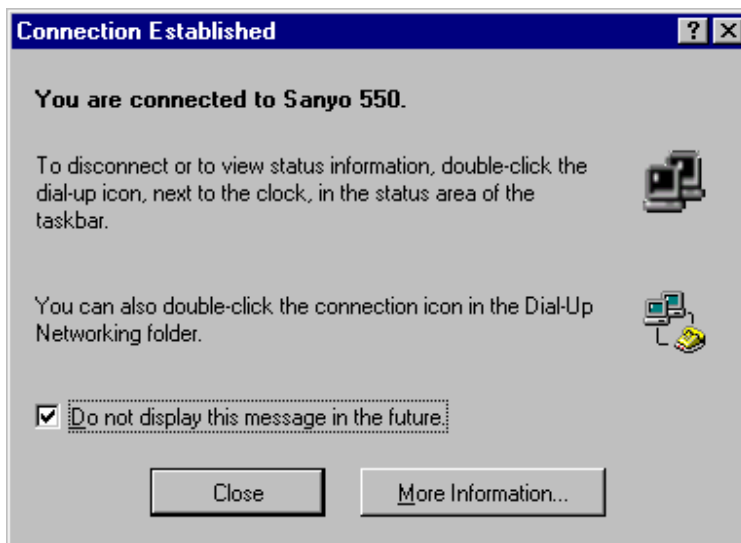 Connection Established
You are connected to Sanyo 550.
To disconnect or to view status information, double-click the
dial-up icon, next to the clock, in the status area of the
taskbar.
You can also double-click the connection icon in the Dial-Up
Networking folder.
Do not display this message in the future.
Close
More Information...